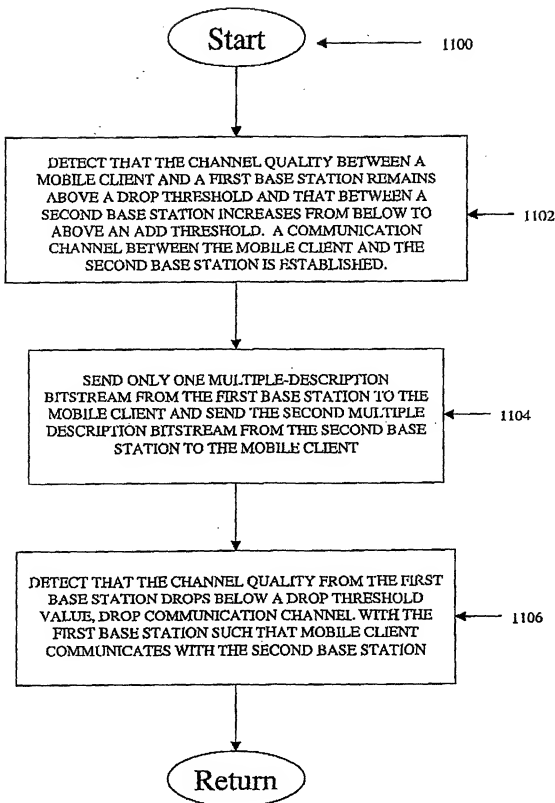 Start
1100
DETECT THAT THE CHANNEL QUALITY BETWEEN A
MOBILE CLIENT AND A FIRST BASE STATION REMAINS
ABOVE A DROP THRESHOLD AND THAT BETWEEN A
SECOND BASE STATION INCREASES FROM BELOW TO
ABOVE AN ADD THRESHOLD. A COMMUNICATION
CHANNEL BETWEEN THE MOBILE CLIENT AND THE
SECOND BASE STATION IS ESTABLISHED.
1102
SEND ONLY ONE MULTIPLE-DESCRIPTION
BITSTREAM FROM THE FIRST BASE STATION TO THE
MOBILE CLIENT AND SEND THE SECOND MULTIPLE
DESCRIPTION BITSTREAM FROM THE SECOND BASE
STATION TO THE MOBILE CLIENT
1104
DETECT THAT THE CHANNEL QUALITY FROM THE FIRST
BASE STATION DROPS BELOW A DROP THRESHOLD
VALUE, DROP COMMUNICATION CHANNEL WITH THE
FIRST BASE STATION SUCH THAT MOBILE CLIENT
COMMUNICATES WITH THE SECOND BASE STATION
1106
Return